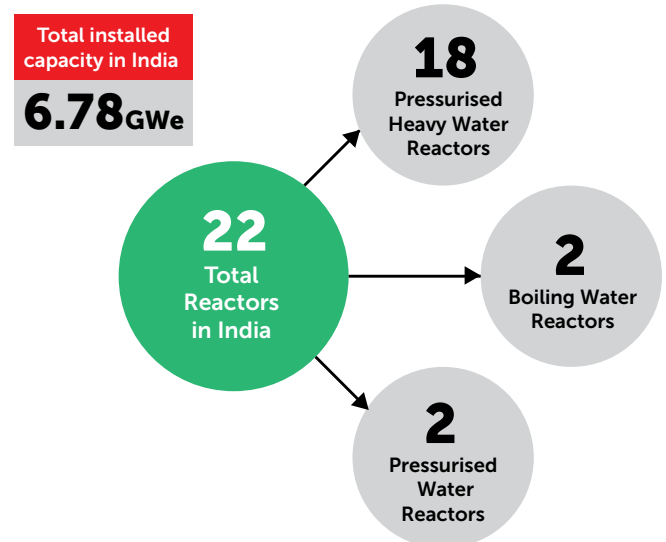 Total installed
capacity in India
6.78GWe
18
Pressurised
Heavy Water
Reactors
22
Total
Reactors
in India
2
Boiling Water
Reactors
2
Pressurised
Water
Reactors